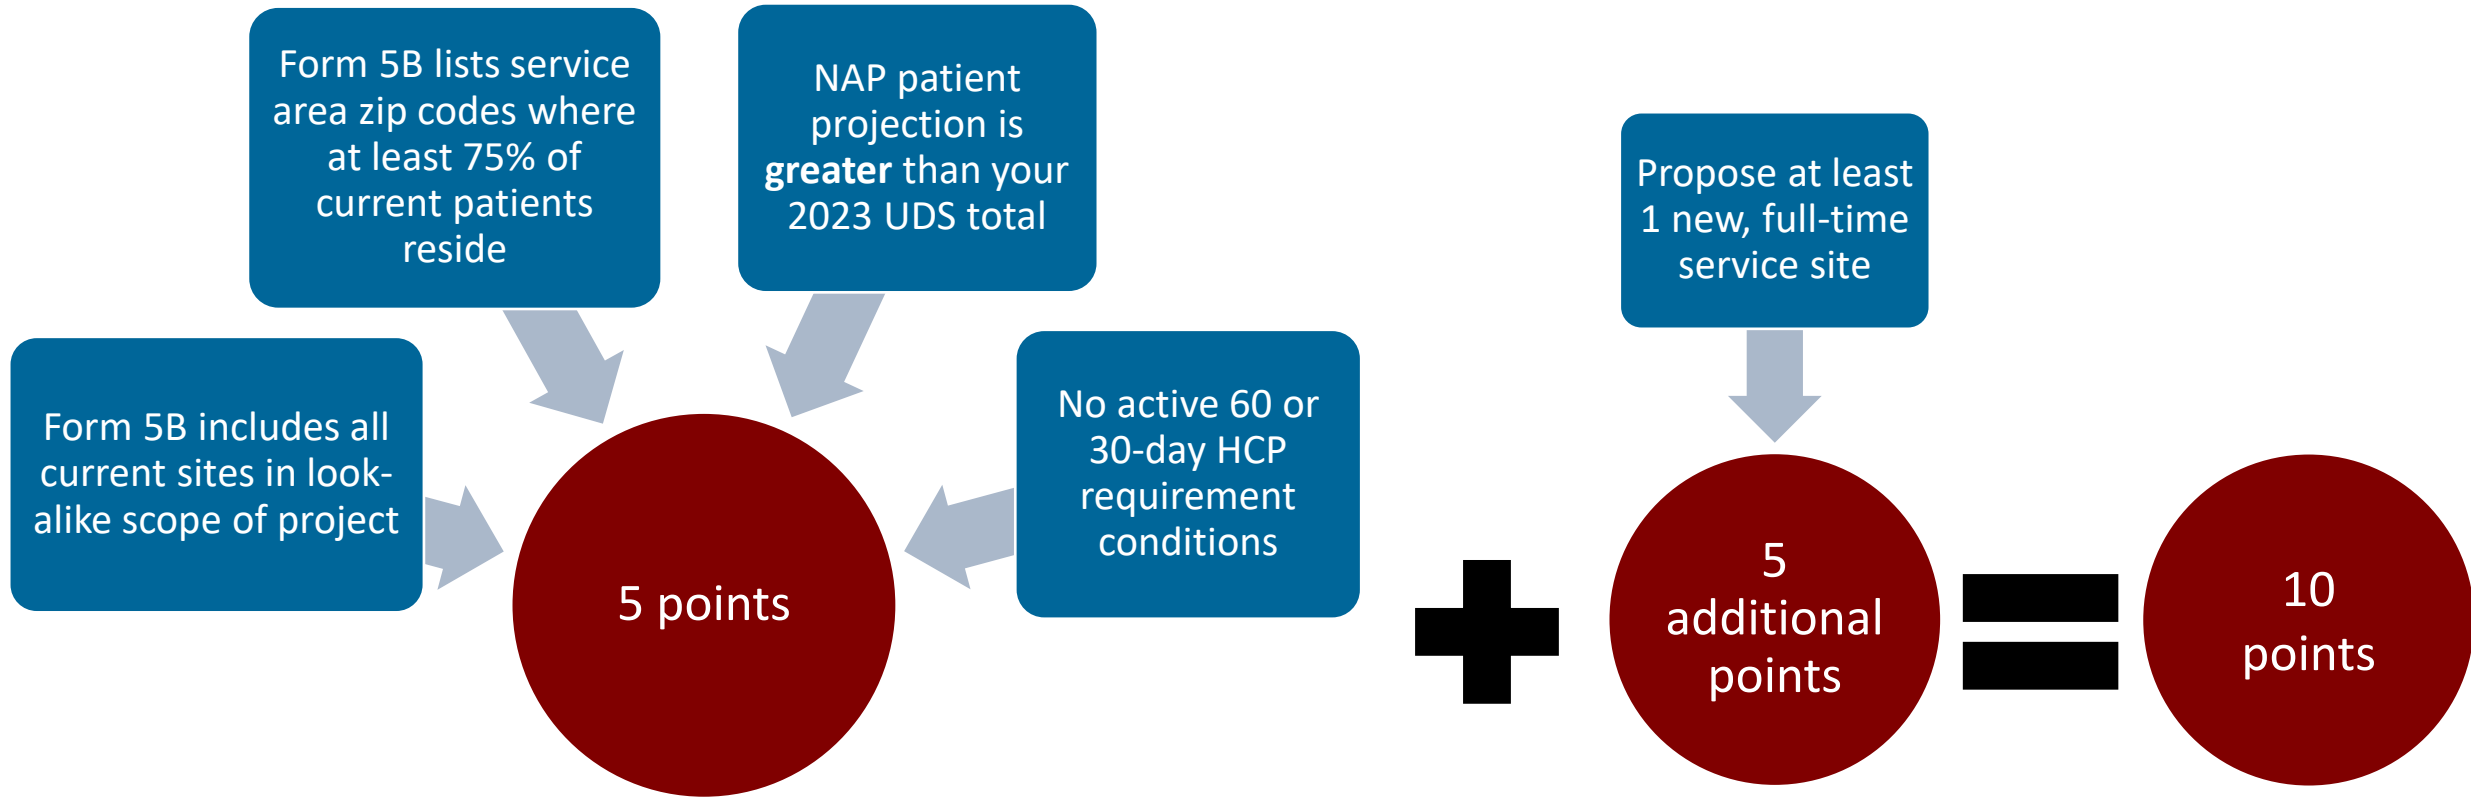 Form 5B lists service
area zip codes where
at least 75% of
current patients
reside
NAP patient
projection is
greater than your
2023 UDS total
Form 5B includes all
current sites in look-
alike scope of project
No active 60 or
30-day HCP
requirement
conditions
5 points
Propose at least
1 new, full-time
service site
5
additional
points
10
points